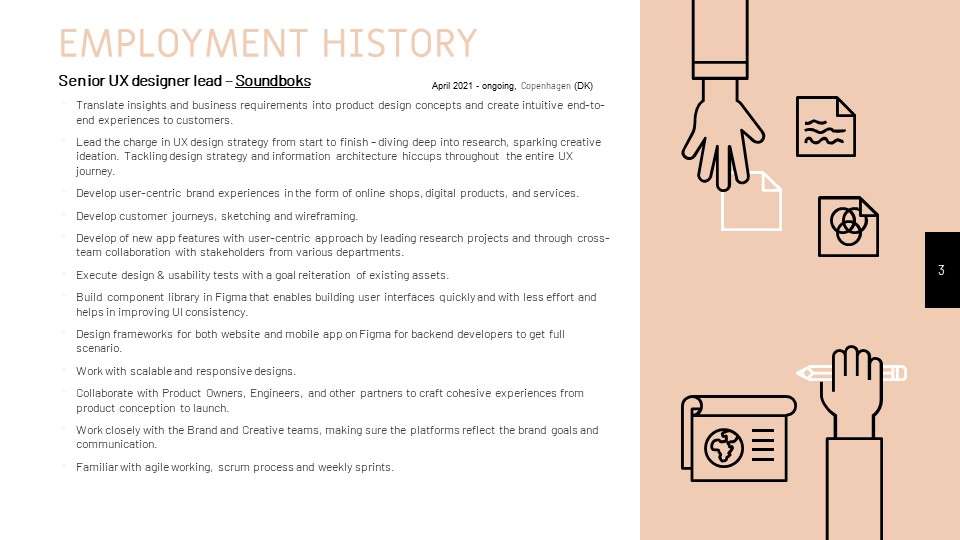 EMPLOYMENT HISTORY
Senior UX designer lead – Soundboks
April 2021 - ongoing, Copenhagen (DK)
Translate insights and business requirements into product design concepts and create intuitive end-to-
end experiences to customers.
Lead the charge in UX design strategy from start to finish – diving deep into research, sparking creative
ideation. Tackling design strategy and information architecture hiccups throughout the entire UX
journey.
Develop user-centric brand experiences in the form of online shops, digital products, and services.
Develop customer journeys, sketching and wireframing.
Develop of new app features with user-centric approach by leading research projects and through cross-
team collaboration with stakeholders from various departments.
Execute design & usability tests with a goal reiteration of existing assets.
Build component library in Figma that enables building user interfaces quickly and with less effort and
helps in improving UI consistency.
Design frameworks for both website and mobile app on Figma for backend developers to get full
scenario.
Work with scalable and responsive designs.
Collaborate with Product Owners, Engineers, and other partners to craft cohesive experiences from
product conception to launch.
Work closely with the Brand and Creative teams, making sure the platforms reflect the brand goals and
communication.
Familiar with agile working, scrum process and weekly sprints.
3